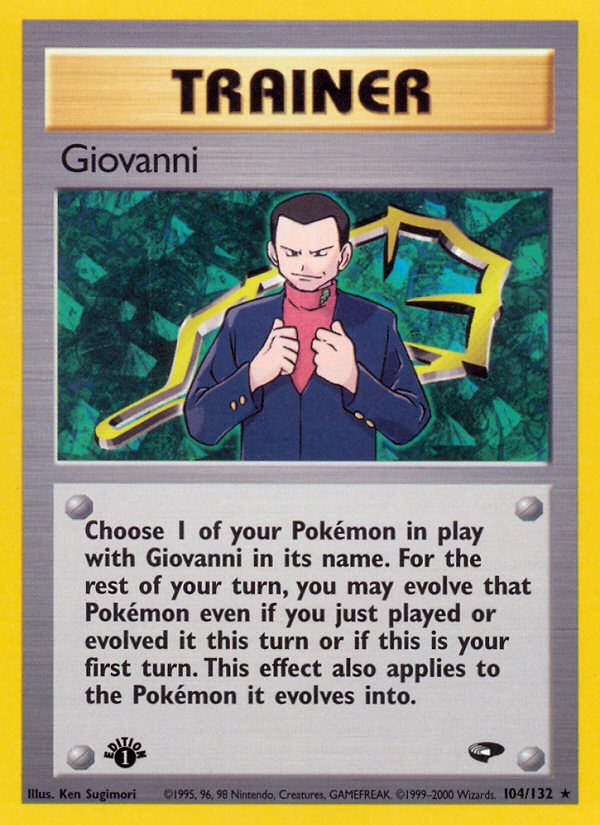 TRAINER
Giovanni
Choose 1 of your Pokémon in play
with Giovanni in its name. For the
rest of your turn, you may evolve that
Pokémon even if you just played or
evolved it this turn or if this is your
first turn. This effect also applies to
the Pokémon it evolves into.
EDITION
1
Illus. Ken Sugimori ©1995, 96, 98 Nintendo, Creatures, GAMEFREAK. ©1999–2000 Wizards. 104/132 ★